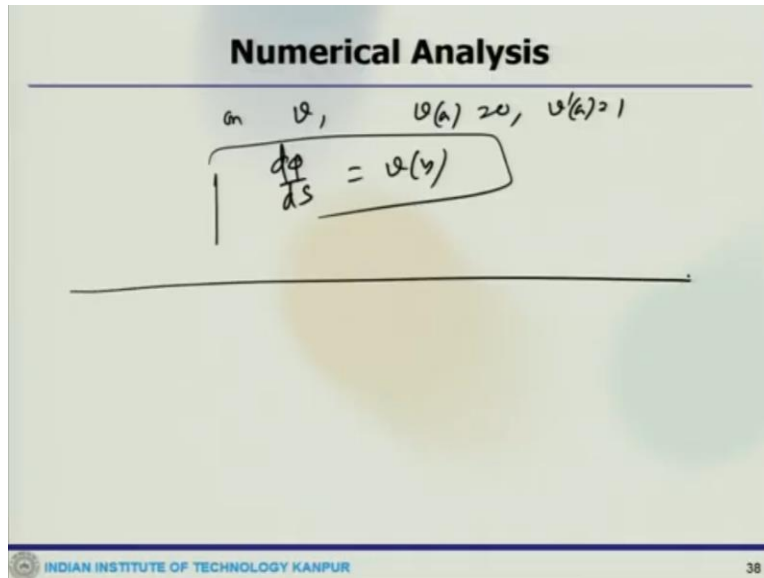 Numerical Analysis
on ϑ, ϑ(a) = 0, ϑ'(a) = 1
dφ/ds = ϑ(b)
INDIAN INSTITUTE OF TECHNOLOGY KANPUR
38